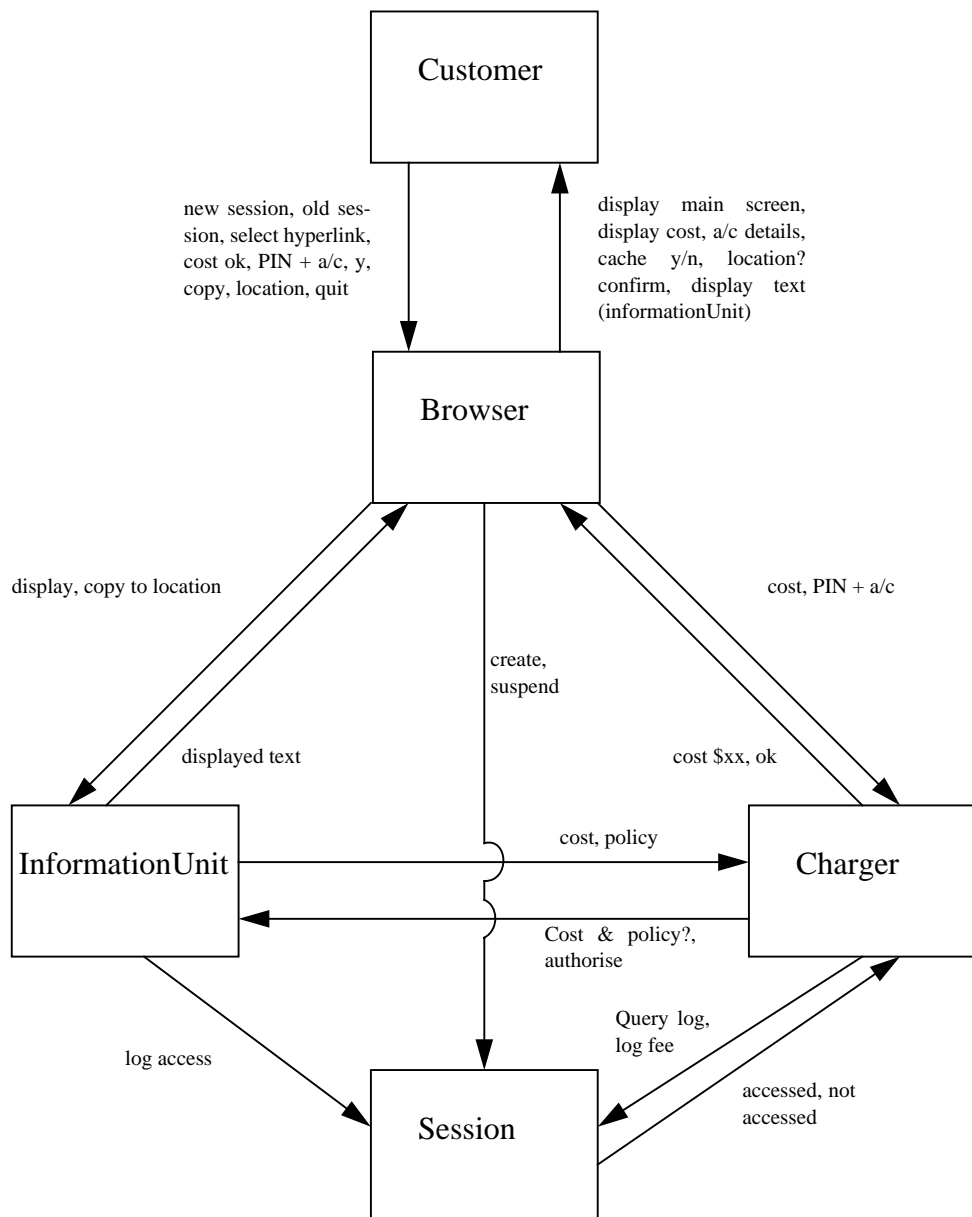 Customer
new session, old ses-
sion, select hyperlink,
cost ok, PIN + a/c, y,
copy, location, quit
display main screen,
display cost, a/c details,
cache y/n, location?
confirm, display text
(informationUnit)
Browser
display, copy to location
cost, PIN + a/c
create,
suspend
displayed text
cost $xx, ok
InformationUnit
cost, policy
Charger
Cost & policy?,
authorise
log access
Query log,
log fee
accessed, not
accessed
Session